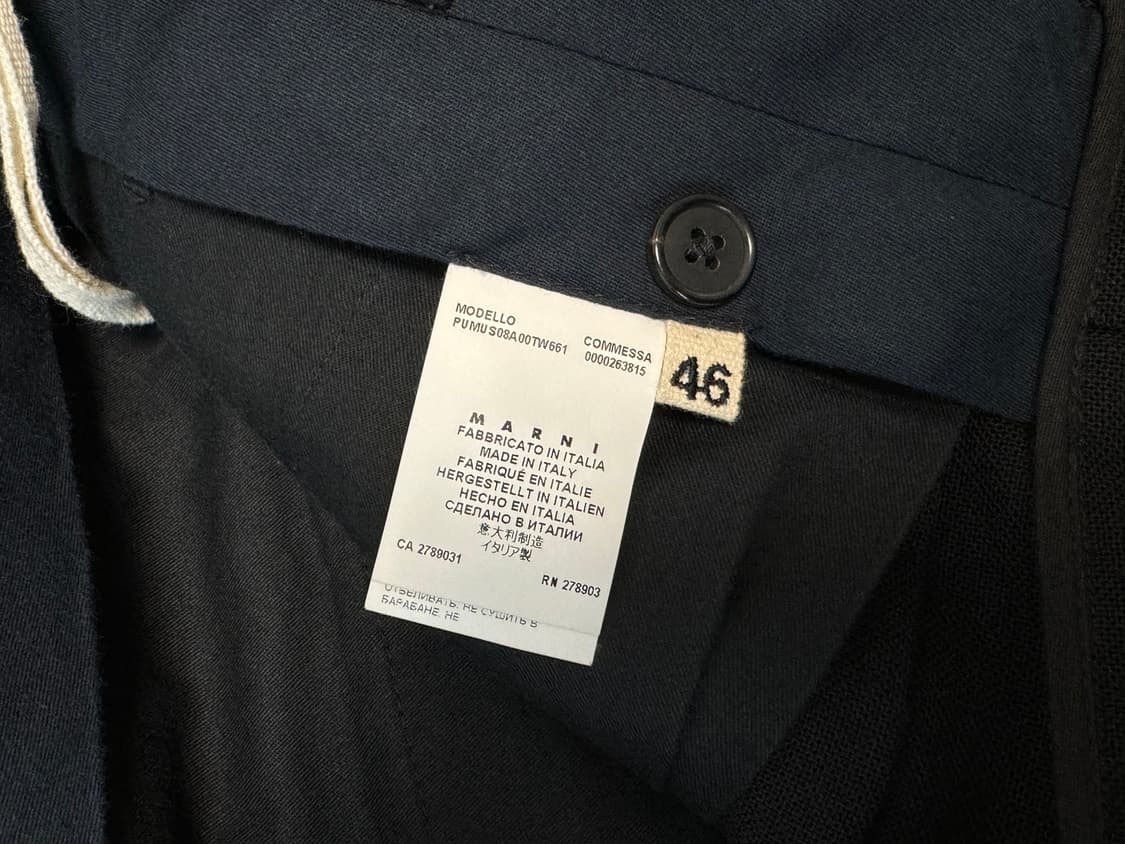 MODELLO
PUMUS08A00TW661
COMMESSA
0000263815
46
MARNI
FABBRICATO IN ITALIA
MADE IN ITALY
FABRIQUÉ EN ITALIE
HERGESTELLT IN ITALIEN
HECHO EN ITALIA
СДЕЛАНО В ИТАЛИИ
意大利制造
イタリア製
CA 2789031
RN 278903
ОТБЕЛИВАТЬ. НЕ СУШИТЬ В
БАРАБАНЕ. НЕ